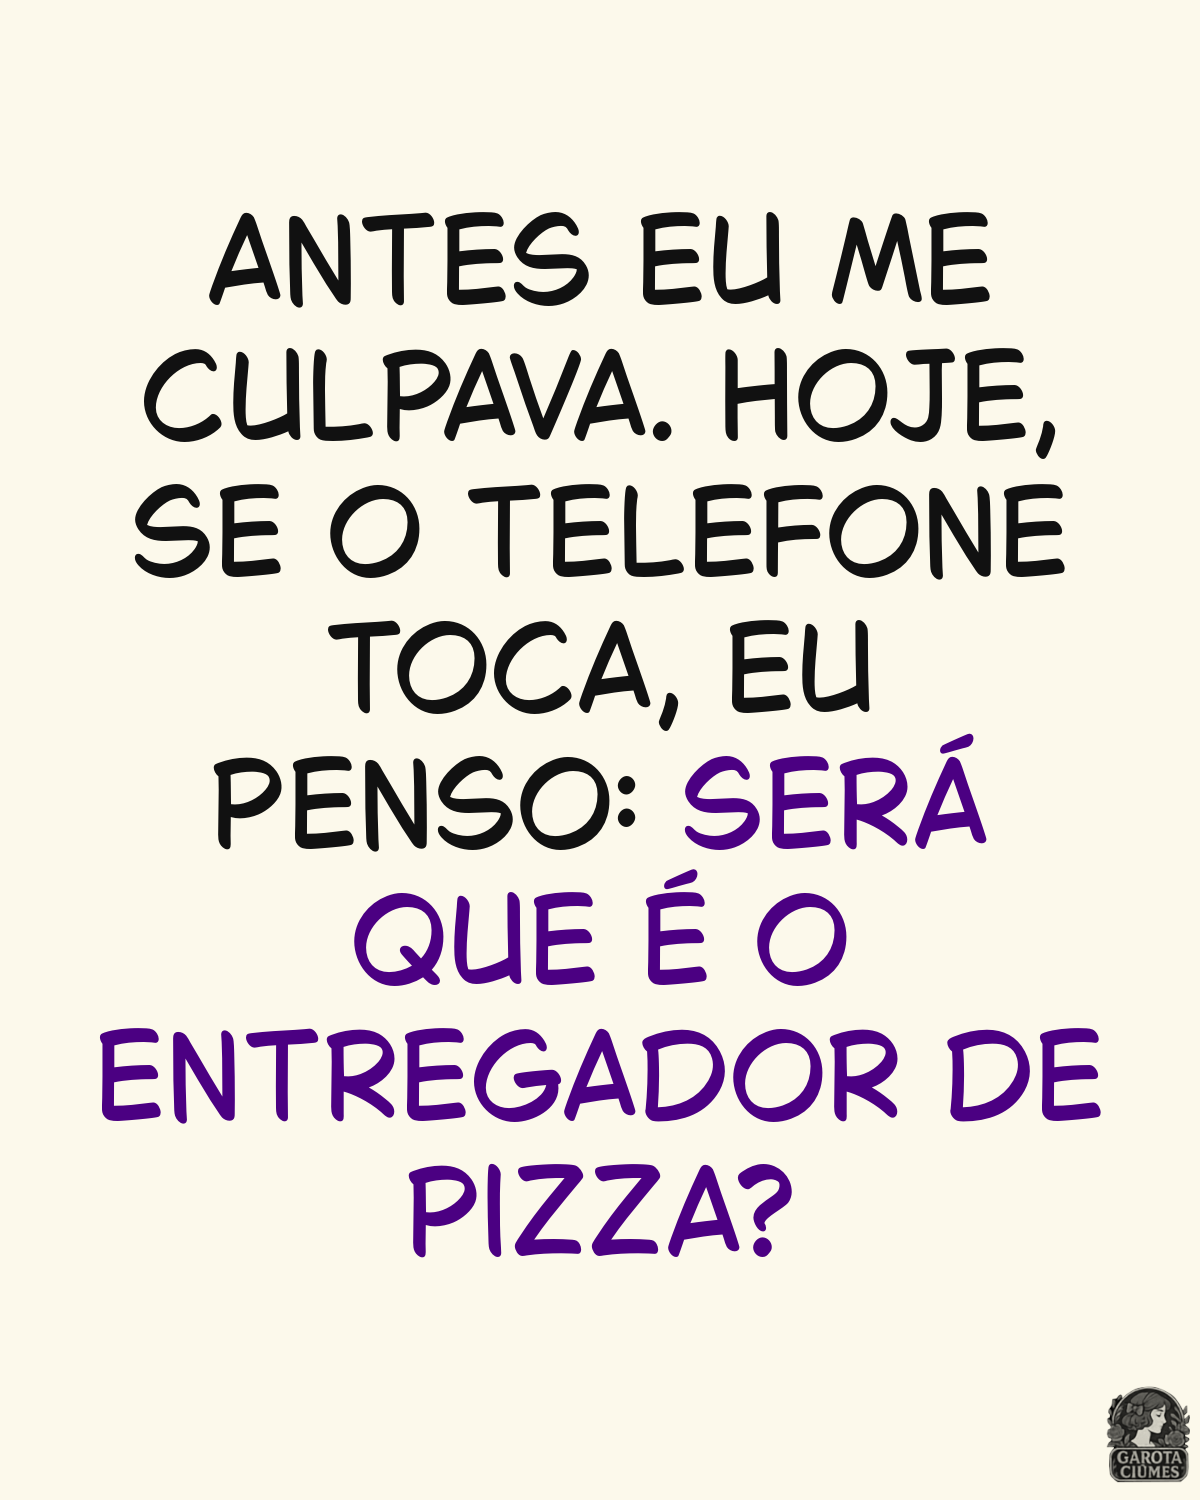 ANTES EU ME
CULPAVA. HOJE,
SE O TELEFONE
TOCA, EU
PENSO: SERÁ
QUE É O
ENTREGADOR DE
PIZZA?
GAROTA
CIÚMES